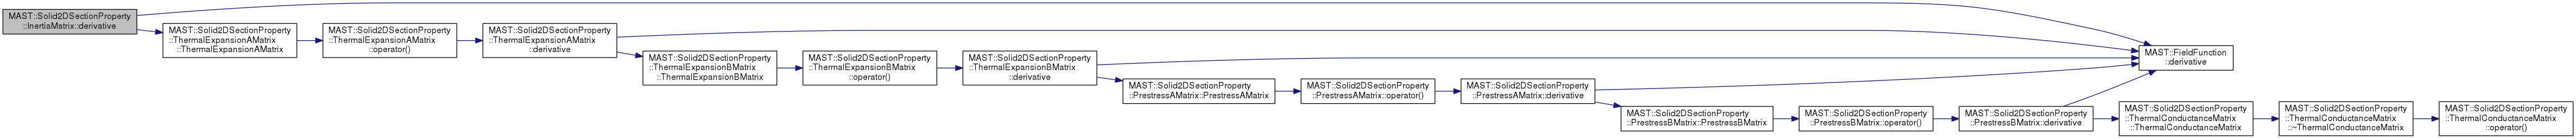 MAST::Solid2DSectionProperty
::InertiaMatrix::derivative
MAST::Solid2DSectionProperty
::ThermalExpansionAMatrix
::ThermalExpansionAMatrix
MAST::Solid2DSectionProperty
::ThermalExpansionAMatrix
::operator()
MAST::Solid2DSectionProperty
::ThermalExpansionAMatrix
::derivative
MAST::Solid2DSectionProperty
::ThermalExpansionBMatrix
::ThermalExpansionBMatrix
MAST::Solid2DSectionProperty
::ThermalExpansionBMatrix
::operator()
MAST::Solid2DSectionProperty
::ThermalExpansionBMatrix
::derivative
MAST::Solid2DSectionProperty
::PrestressAMatrix::PrestressAMatrix
MAST::Solid2DSectionProperty
::PrestressAMatrix::operator()
MAST::Solid2DSectionProperty
::PrestressAMatrix::derivative
MAST::Solid2DSectionProperty
::PrestressBMatrix::PrestressBMatrix
MAST::Solid2DSectionProperty
::PrestressBMatrix::operator()
MAST::Solid2DSectionProperty
::PrestressBMatrix::derivative
MAST::FieldFunction
::derivative
MAST::Solid2DSectionProperty
::ThermalConductanceMatrix
::ThermalConductanceMatrix
MAST::Solid2DSectionProperty
::ThermalConductanceMatrix
::~ThermalConductanceMatrix
MAST::Solid2DSectionProperty
::ThermalConductanceMatrix
::operator()